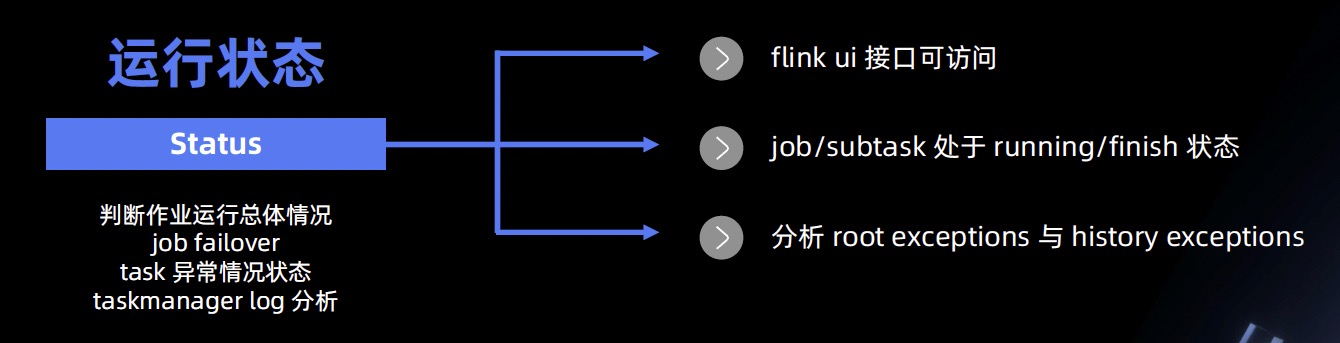 运行状态
Status
判断作业运行总体情况
job failover
task 异常情况状态
taskmanager log 分析
flink ui 接口可访问
job/subtask 处于 running/finish 状态
分析 root exceptions 与 history exceptions